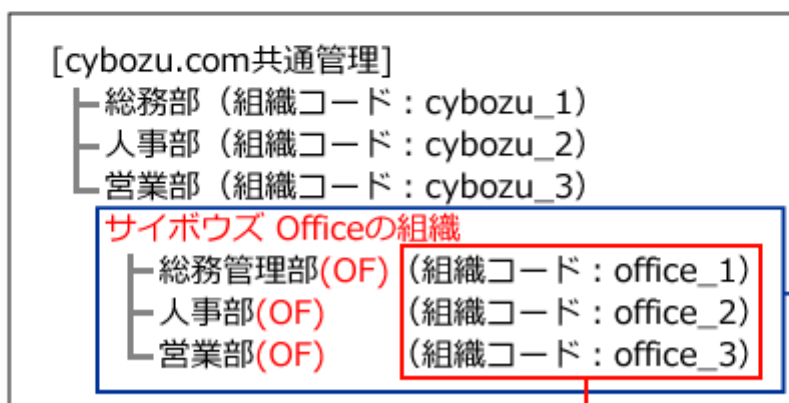 [cybozu.com共通管理]
総務部（組織コード：cybozu_1）
人事部（組織コード：cybozu_2）
営業部（組織コード：cybozu_3）
サイボウズ Officeの組織
総務管理部(OF)（組織コード：office_1）
人事部(OF)（組織コード：office_2）
営業部(OF)（組織コード：office_3）